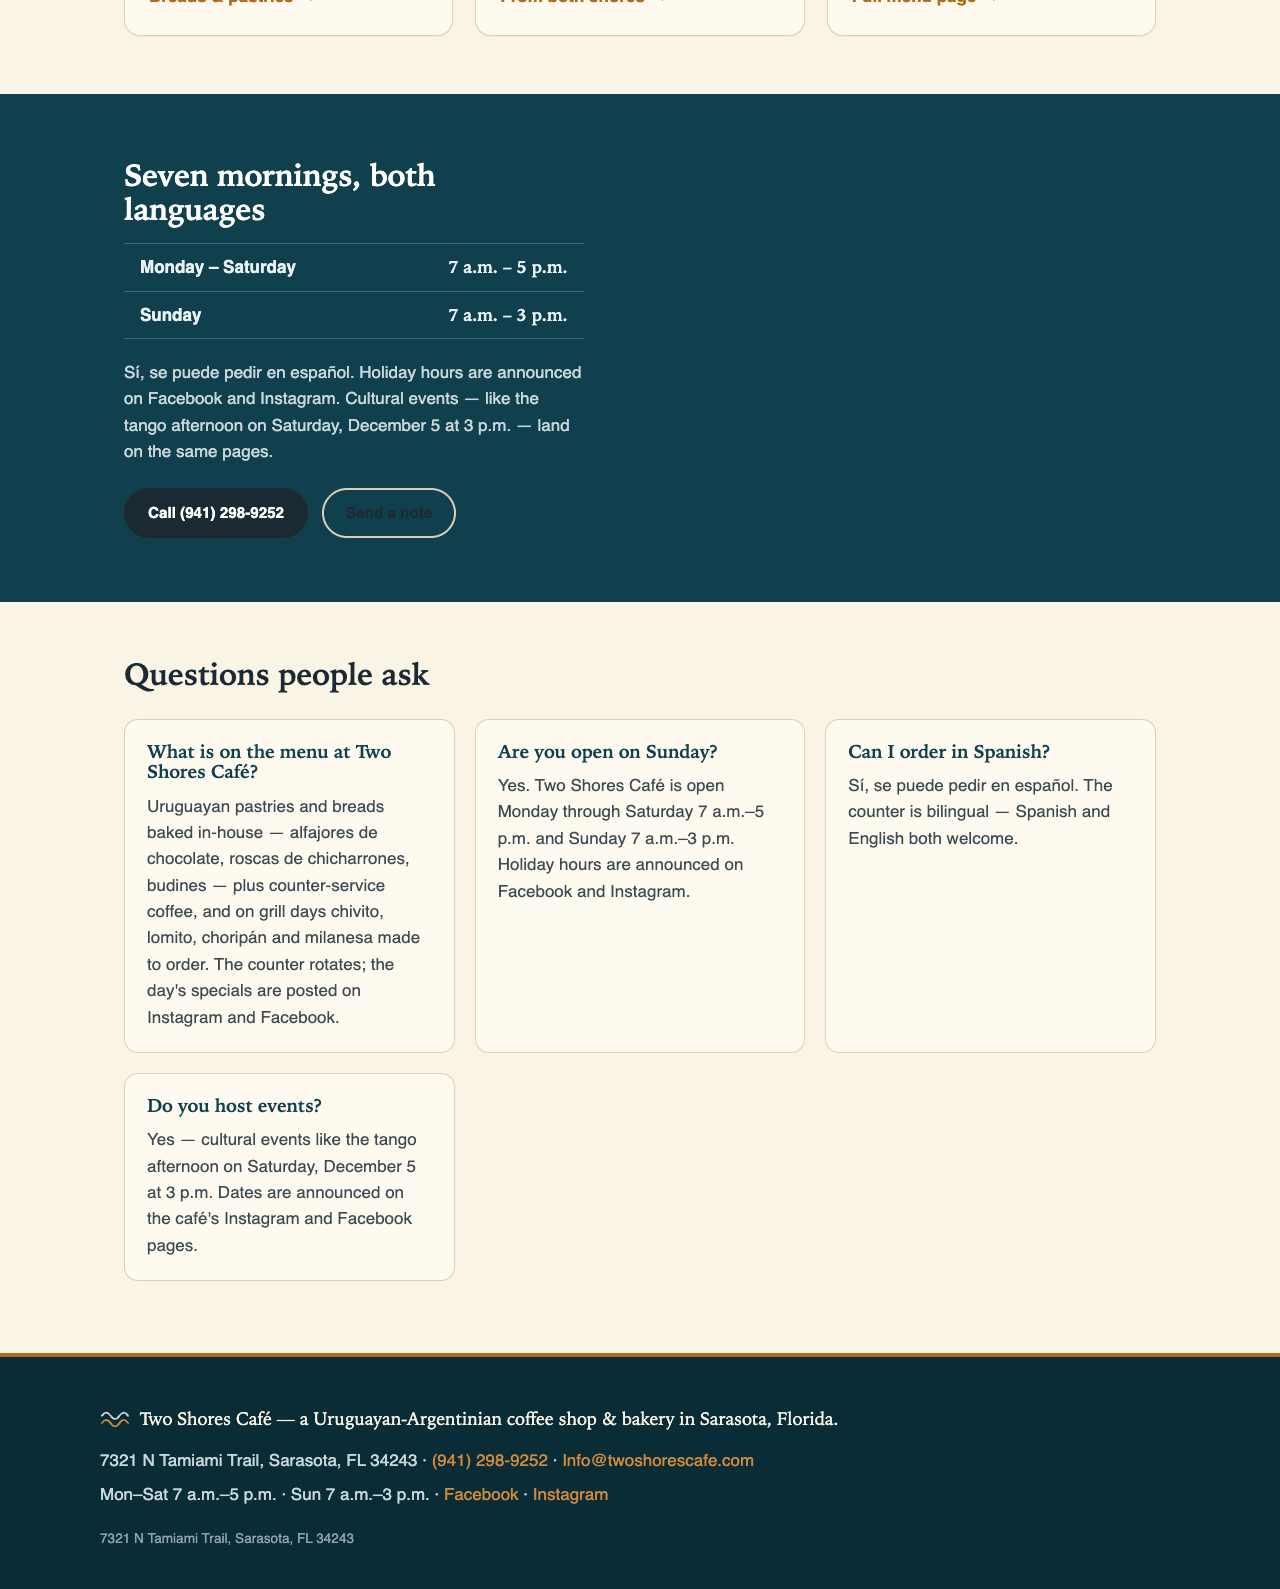 Breads & pastries
From both shores
Full menu page
Seven mornings, both
languages
Monday – Saturday 7 a.m. – 5 p.m.
Sunday 7 a.m. – 3 p.m.
Sí, se puede pedir en español. Holiday hours are announced
on Facebook and Instagram. Cultural events — like the
tango afternoon on Saturday, December 5 at 3 p.m. — land
on the same pages.
Call (941) 298-9252
Send a note
Questions people ask
What is on the menu at Two
Shores Café?
Uruguayan pastries and breads
baked in-house — alfajores de
chocolate, roscas de chicharrones,
budines — plus counter-service
coffee, and on grill days chivito,
lomito, choripán and milanesa made
to order. The counter rotates; the
day's specials are posted on
Instagram and Facebook.
Are you open on Sunday?
Yes. Two Shores Café is open
Monday through Saturday 7 a.m.–5
p.m. and Sunday 7 a.m.–3 p.m.
Holiday hours are announced on
Facebook and Instagram.
Can I order in Spanish?
Sí, se puede pedir en español. The
counter is bilingual — Spanish and
English both welcome.
Do you host events?
Yes — cultural events like the tango
afternoon on Saturday, December 5
at 3 p.m. Dates are announced on
the café's Instagram and Facebook
pages.
Two Shores Café — a Uruguayan-Argentinian coffee shop & bakery in Sarasota, Florida.
7321 N Tamiami Trail, Sarasota, FL 34243 · (941) 298-9252 · Info@twoshorescafe.com
Mon–Sat 7 a.m.–5 p.m. · Sun 7 a.m.–3 p.m. · Facebook · Instagram
7321 N Tamiami Trail, Sarasota, FL 34243